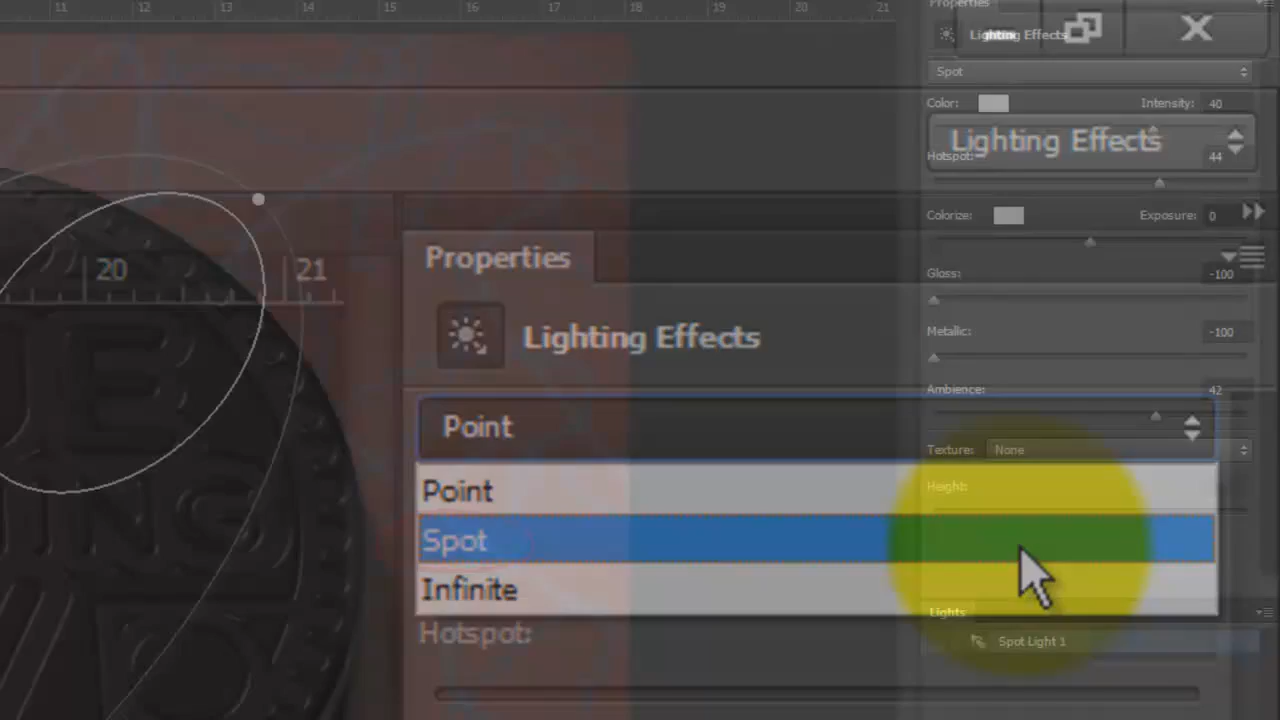 11 12 13 14 15 16 17 18 19 20 21
Properties
Lighting Effects
Spot
Color: Intensity: 40
Lighting Effects
Hotspot: 44
Colorize: Exposure: 0
20 21
Properties
Gloss: -100
Lighting Effects
Metallic: -100
Ambience: 42
Point
Texture: None
Point
Height:
Spot
Infinite
Lights
Hotspot:
Spot Light 1